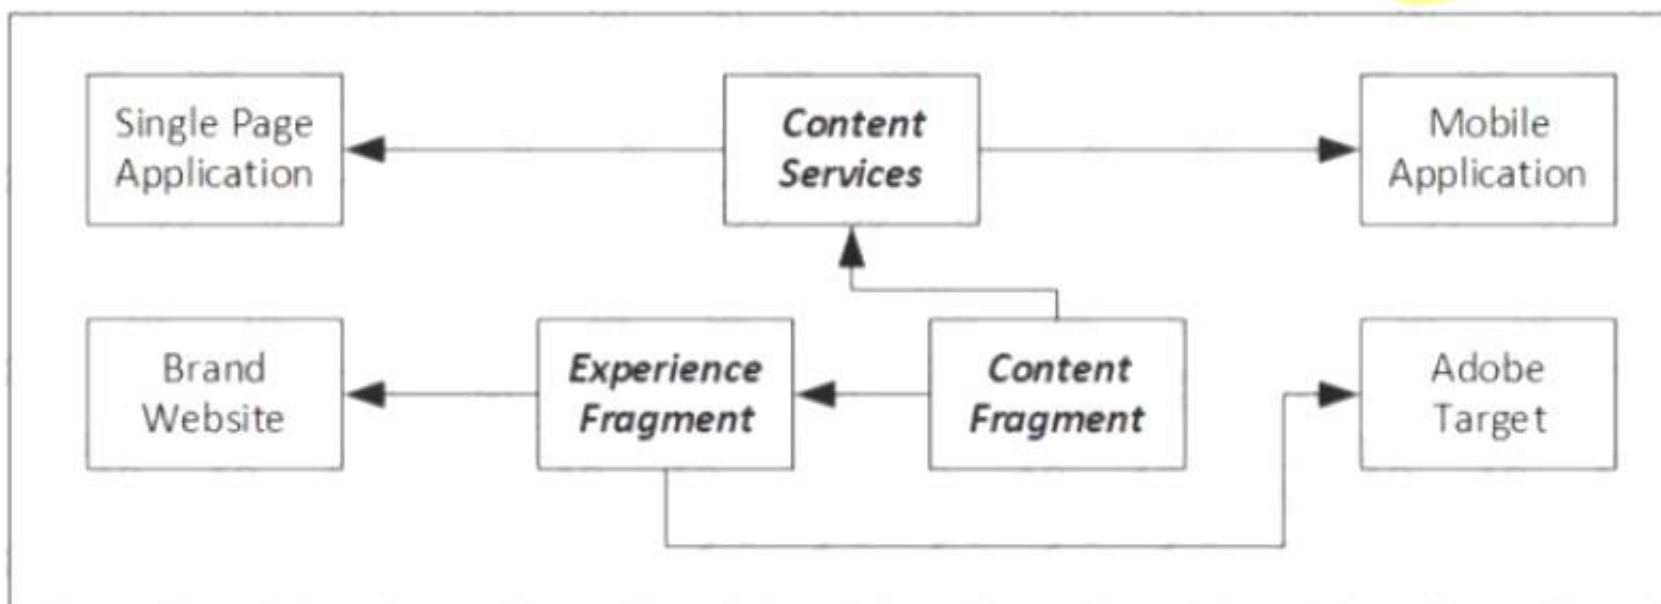 Single Page
Application
Content
Services
Mobile
Application
Brand
Website
Experience
Fragment
Content
Fragment
Adobe
Target